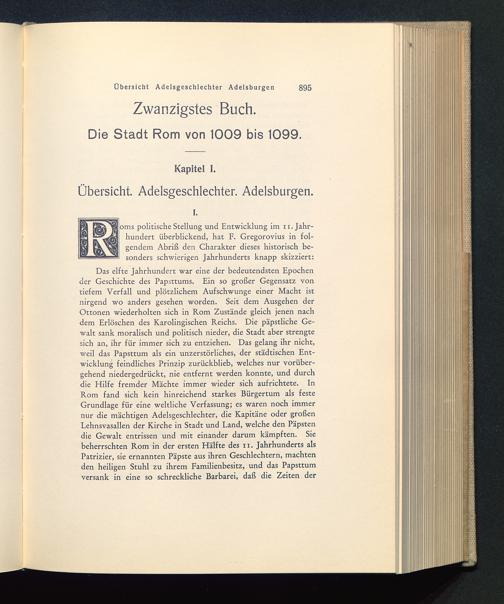 Übersicht Adelsgeschlechter Adelsburgen 895
Zwanzigstes Buch.
Die Stadt Rom von 1009 bis 1099.
Kapitel I.
Übersicht. Adelsgeschlechter. Adelsburgen.
I.
Roms politische Stellung und Entwicklung im 11. Jahr-
hundert überblickend, hat F. Gregorovius in fol-
gendem Abriß den Charakter dieses historisch be-
sonders schwierigen Jahrhunderts knapp skizziert:
Das elfte Jahrhundert war eine der bedeutendsten Epochen
der Geschichte des Papsttums. Ein so großer Gegensatz von
tiefem Verfall und plötzlichem Aufschwunge einer Macht ist
nirgend wo anders gesehen worden. Seit dem Ausgehen der
Ottonen wiederholten sich in Rom Zustände gleich jenen nach
dem Erlöschen des Karolingischen Reichs. Die päpstliche Ge-
walt sank moralisch und politisch nieder, die Stadt aber strengte
sich an, ihr für immer sich zu entziehen. Das gelang ihr nicht,
weil das Papsttum als ein unzerstörliches, der städtischen Ent-
wicklung feindliches Prinzip zurückblieb, welches nur vorüber-
gehend niedergedrückt, nie entfernt werden konnte, und durch
die Hilfe fremder Mächte immer wieder sich aufrichtete. In
Rom fand sich kein hinreichend starkes Bürgertum als feste
Grundlage für eine weltliche Verfassung; es waren noch immer
nur die mächtigen Adelsgeschlechter, die Kapitäne oder großen
Lehnsvasallen der Kirche in Stadt und Land, welche den Päpsten
die Gewalt entrissen und mit einander darum kämpften. Sie
beherrschten Rom in der ersten Hälfte des 11. Jahrhunderts als
Patrizier, sie ernannten Päpste aus ihren Geschlechtern, machten
den heiligen Stuhl zu ihrem Familienbesitz, und das Papsttum
versank in eine so schreckliche Barbarei, daß die Zeiten der